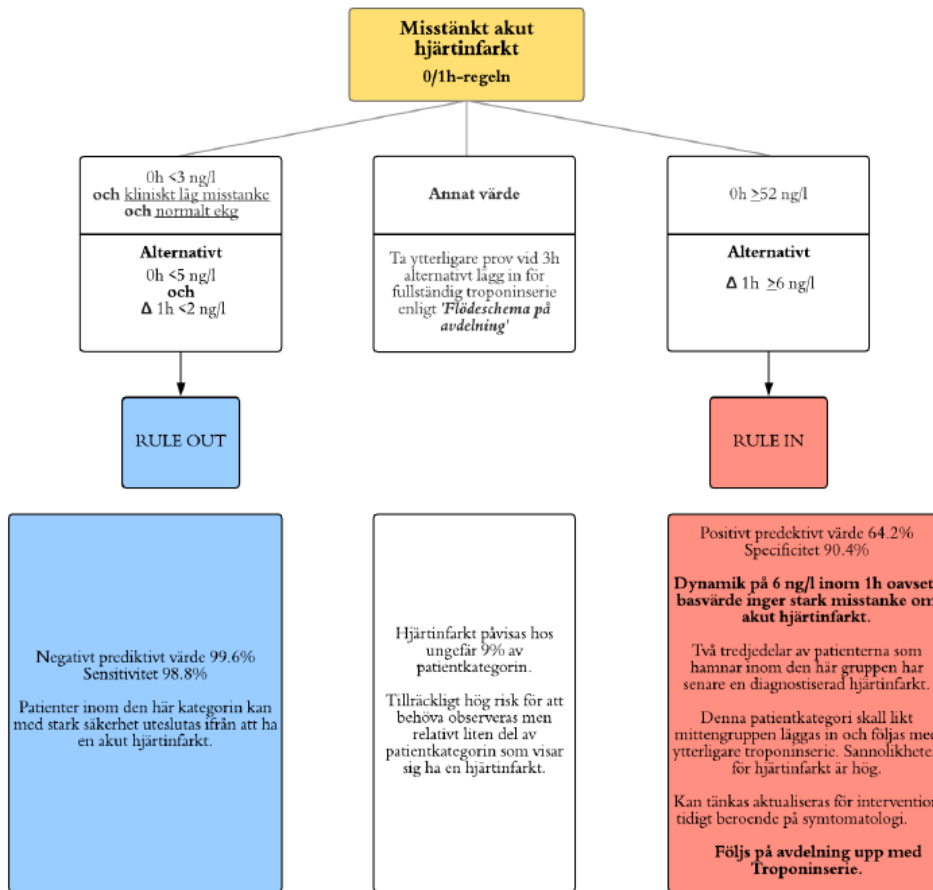 Misstänkt akut
hjärtinfarkt
0/1h-regeln
0h <3 ng/l
och kliniskt låg misstanke
och normalt ekg
Alternativt
0h <5 ng/l
och
Δ 1h <2 ng/l
RULE OUT
Negativt prediktivt värde 99.6%
Sensitivitet 98.8%
Patienter inom den här kategorin kan
med stark säkerhet uteslutas ifrån att ha
en akut hjärtinfarkt.
Annat värde
Ta ytterligare prov vid 3h
alternativt lägg in för
fullständig troponinserie
enligt 'Flödeschema på
avdelning'
Hjärtinfarkt påvisas hos
ungefär 9% av
patientkategorin.
Tillräckligt hög risk för att
behöva observeras men
relativt liten del av
patientkategorin som visar
sig ha en hjärtinfarkt.
0h ≥52 ng/l
Alternativt
Δ 1h ≥6 ng/l
RULE IN
Positivt predektivt värde 64.2%
Specificitet 90.4%
Dynamik på 6 ng/l inom 1h oavset
basvärde inger stark misstanke om
akut hjärtinfarkt.
Två tredjedelar av patienterna som
hamnar inom den här gruppen har
senare en diagnostiserad hjärtinfarkt.
Denna patientkategori skall likt
mittengruppen läggas in och följas med
ytterligare troponinserie. Sannolikheten
för hjärtinfarkt är hög.
Kan tänkas aktualiseras för intervention
tidigt beroende på symtomatologi.
Följs på avdelning upp med
Troponinserie.